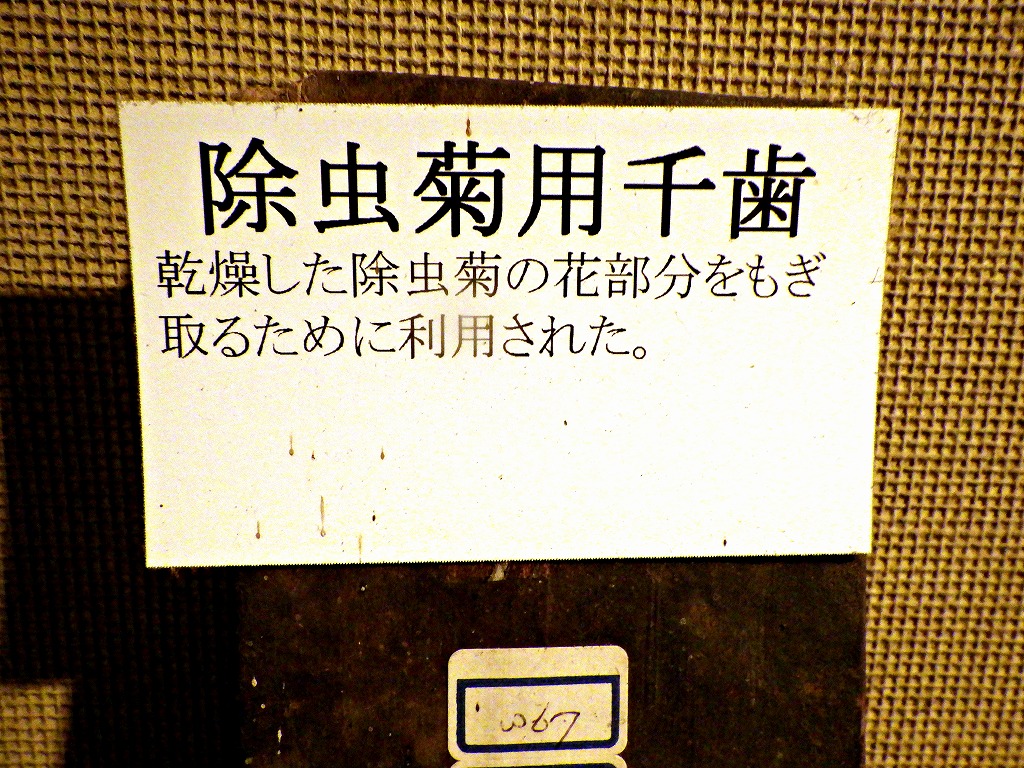 除虫菊用千歯
乾燥した除虫菊の花部分をもぎ
取るために利用された。